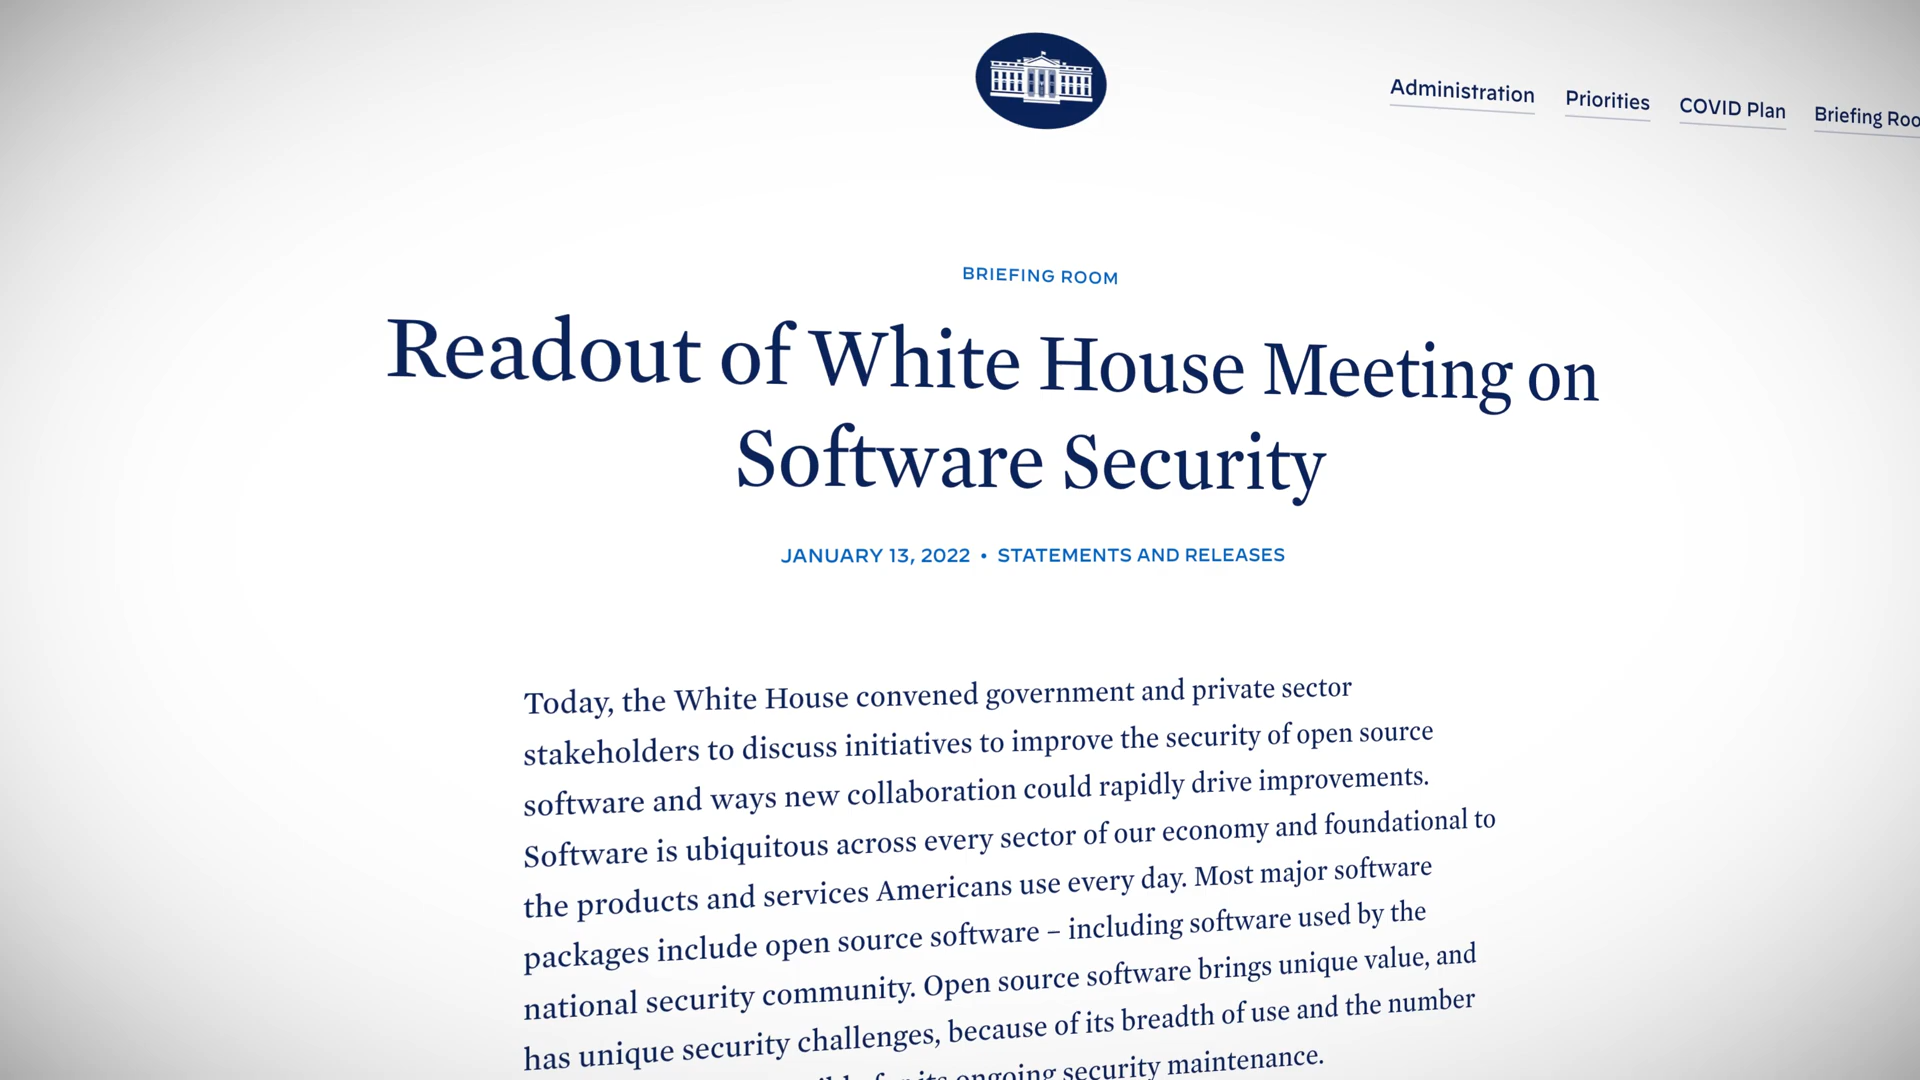 Administration Priorities COVID Plan Briefing Roo
BRIEFING ROOM
Readout of White House Meeting on
Software Security
JANUARY 13, 2022 • STATEMENTS AND RELEASES
Today, the White House convened government and private sector
stakeholders to discuss initiatives to improve the security of open source
software and ways new collaboration could rapidly drive improvements.
Software is ubiquitous across every sector of our economy and foundational to
the products and services Americans use every day. Most major software
packages include open source software – including software used by the
national security community. Open source software brings unique value, and
has unique security challenges, because of its breadth of use and the number
its ongoing security maintenance.